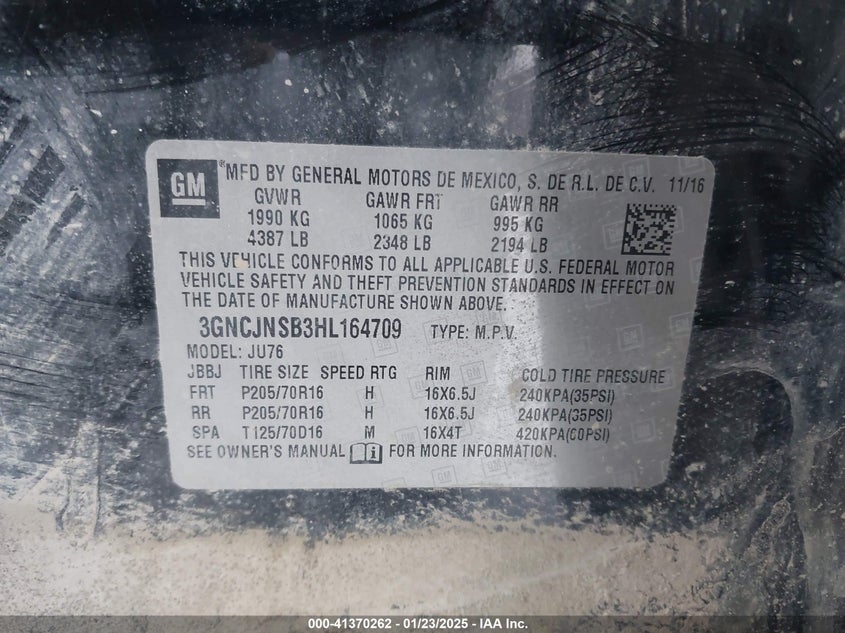 GM ®MFD BY GENERAL MOTORS DE MEXICO, S. DE R.L. DE C.V. 11/16
GVWR GAWR FRT GAWR RR
1990 KG 1065 KG 995 KG
4387 LB 2348 LB 2194 LB
THIS VEHICLE CONFORMS TO ALL APPLICABLE U.S. FEDERAL MOTOR
VEHICLE SAFETY AND THEFT PREVENTION STANDARDS IN EFFECT ON
THE DATE OF MANUFACTURE SHOWN ABOVE.
3GNCJNSB3HL164709 TYPE: M.P.V.
MODEL: JU76
JBBJ TIRE SIZE SPEED RTG RIM COLD TIRE PRESSURE
FRT P205/70R16 H 16X6.5J 240KPA(35PSI)
RR P205/70R16 H 16X6.5J 240KPA(35PSI)
SPA T125/70D16 M 16X4T 420KPA(60PSI)
SEE OWNER'S MANUAL FOR MORE INFORMATION.
000-41370262 - 01/23/2025 - IAA Inc.